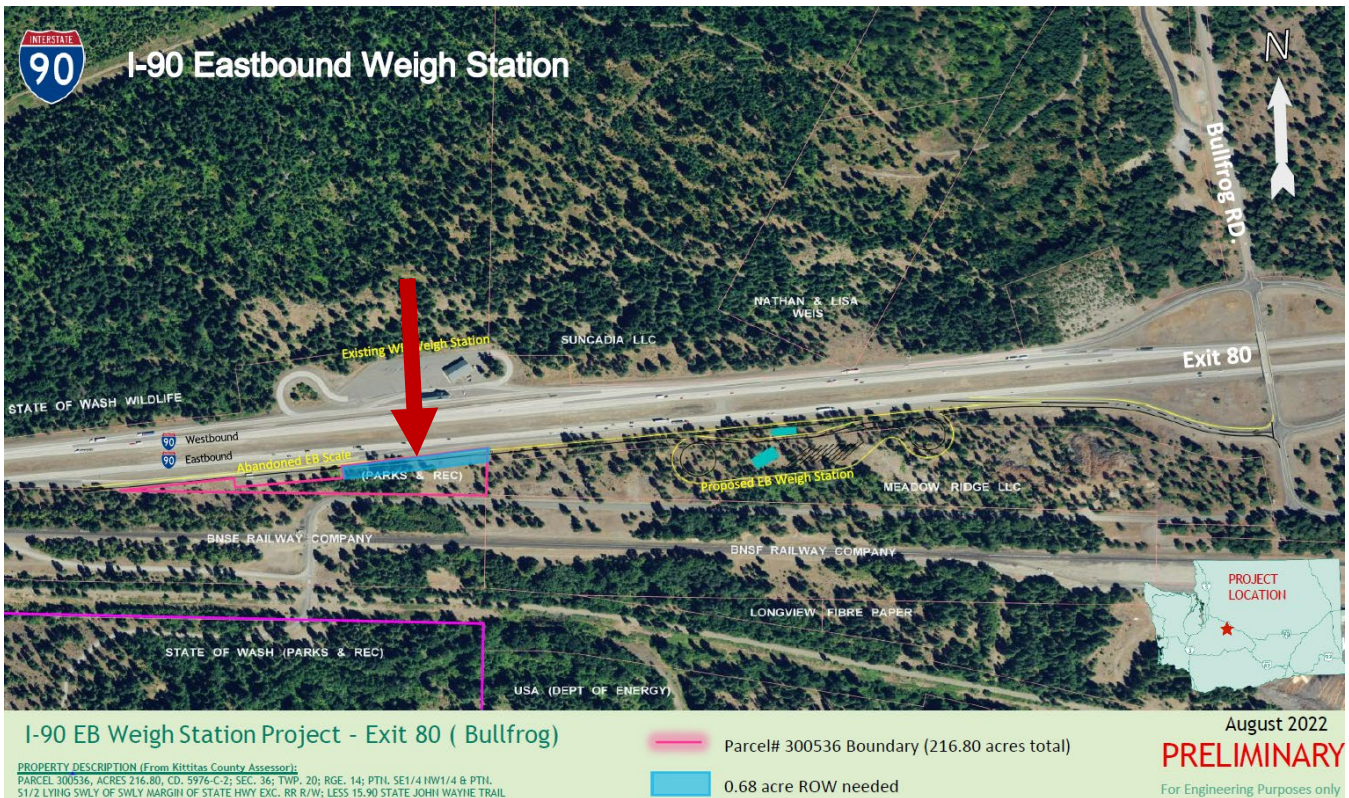 INTERSTATE
90
I-90 Eastbound Weigh Station
N
Bullfrog RD.
NATHAN & LISA
WEIS
SUNCADIA LLC
Existing WB Weigh Station
Exit 80
STATE OF WASH WILDLIFE
90 Westbound
90 Eastbound
Abandoned EB Scale
(PARKS & REC)
Proposed EB Weigh Station
MEADOW RIDGE LLC
BNSF RAILWAY COMPANY
BNSF RAILWAY COMPANY
PROJECT
LOCATION
LONGVIEW FIBRE PAPER
STATE OF WASH (PARKS & REC)
USA (DEPT OF ENERGY)
I-90 EB Weigh Station Project - Exit 80 ( Bullfrog)
PROPERTY DESCRIPTION (From Kittitas County Assessor):
PARCEL 300536, ACRES 216.80, CD. 5976-C-2; SEC. 36; TWP. 20; RGE. 14; PTN. SE1/4 NW1/4 & PTN.
S1/2 LYING SWLY OF SWLY MARGIN OF STATE HWY EXC. RR R/W; LESS 15.90 STATE JOHN WAYNE TRAIL
Parcel# 300536 Boundary (216.80 acres total)
0.68 acre ROW needed
August 2022
PRELIMINARY
For Engineering Purposes only